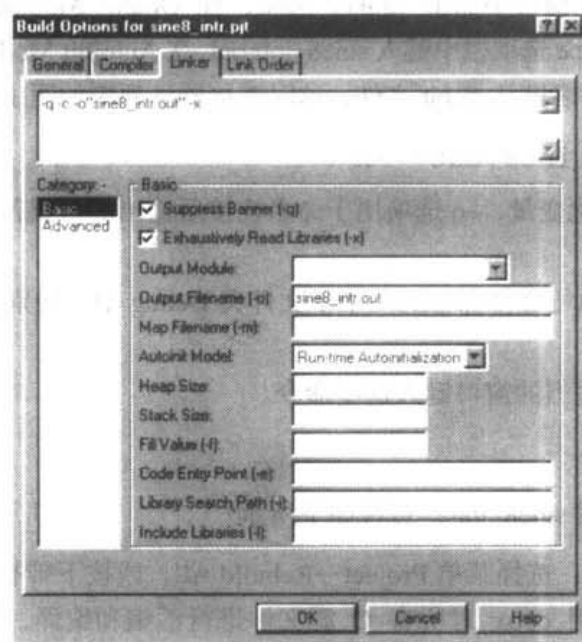 Build Options for sine8_intr.pjt
General Compiler Linker Link Order
-q -c -o"sine8_intr.out" -x
Category:
Basic
Basic
Advanced
Suppress Banner (-q)
Exhaustively Read Libraries (-x)
Output Module:
Output Filename (-o): sine8_intr.out
Map Filename (-m):
Autoinit Model: Run-time Autoinitialization
Heap Size:
Stack Size:
Fill Value (-f):
Code Entry Point (-e):
Library Search Path (-i):
Include Libraries (-l):
OK Cancel Help